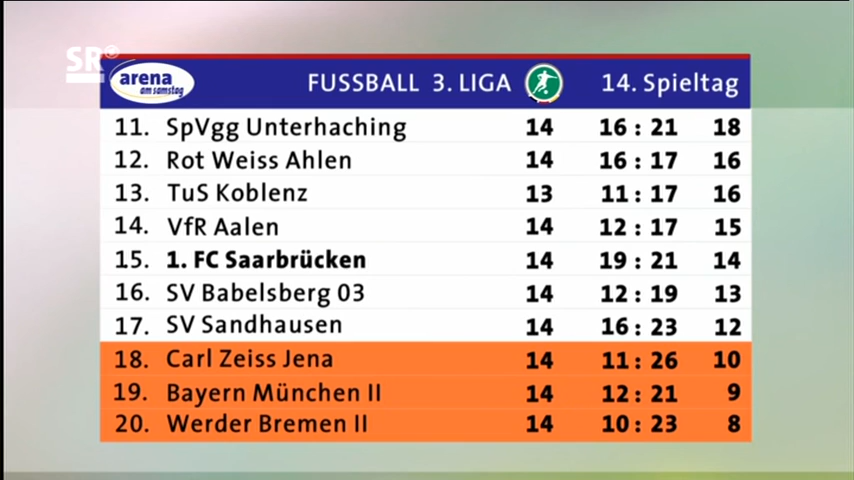 SR
arena
am samstag
FUSSBALL 3. LIGA 14. Spieltag
11. SpVgg Unterhaching 14 16 : 21 18
12. Rot Weiss Ahlen 14 16 : 17 16
13. TuS Koblenz 13 11 : 17 16
14. VfR Aalen 14 12 : 17 15
15. 1. FC Saarbrücken 14 19 : 21 14
16. SV Babelsberg 03 14 12 : 19 13
17. SV Sandhausen 14 16 : 23 12
18. Carl Zeiss Jena 14 11 : 26 10
19. Bayern München II 14 12 : 21 9
20. Werder Bremen II 14 10 : 23 8